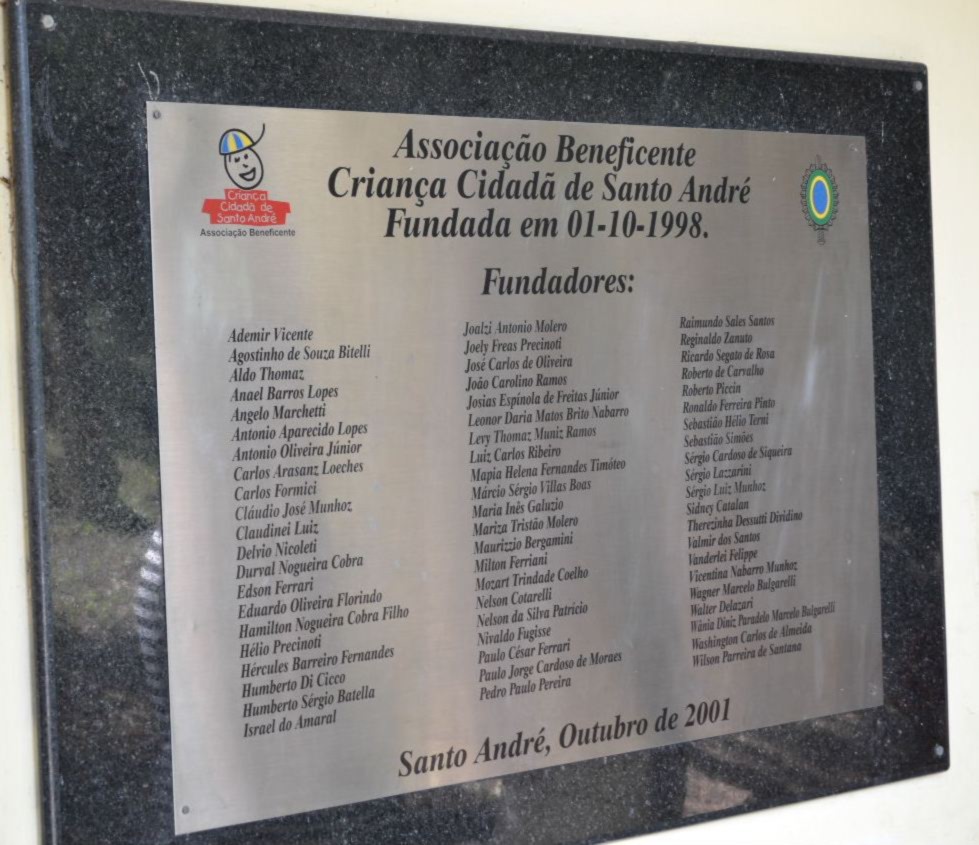 Criança
Cidadã de
Santo André
Associação Beneficente
Associação Beneficente
Criança Cidadã de Santo André
Fundada em 01-10-1998.
Fundadores:
Ademir Vicente
Agostinho de Souza Bitelli
Aldo Thomaz
Anael Barros Lopes
Angelo Marchetti
Antonio Aparecido Lopes
Antonio Oliveira Júnior
Carlos Arasanz Loeches
Carlos Formici
Cláudio José Munhoz
Claudinei Luiz
Delvio Nicoleti
Durval Nogueira Cobra
Edson Ferrari
Eduardo Oliveira Florindo
Hamilton Nogueira Cobra Filho
Hélio Precinoti
Hércules Barreiro Fernandes
Humberto Di Cicco
Humberto Sérgio Batella
Israel do Amaral
Joalzi Antonio Molero
Joely Freas Precinoti
José Carlos de Oliveira
João Carolino Ramos
Josias Espínola de Freitas Júnior
Leonor Daria Matos Brito Nabarro
Levy Thomaz Muniz Ramos
Luiz Carlos Ribeiro
Mapia Helena Fernandes Timóteo
Márcio Sérgio Villas Boas
Maria Inês Galuzio
Mariza Tristão Molero
Maurizzio Bergamini
Milton Ferriani
Mozart Trindade Coelho
Nelson Cotarelli
Nelson da Silva Patrício
Nivaldo Fugisse
Paulo César Ferrari
Paulo Jorge Cardoso de Moraes
Pedro Paulo Pereira
Raimundo Sales Santos
Reginaldo Zanuto
Ricardo Segato de Rosa
Roberto de Carvalho
Roberto Piccin
Ronaldo Ferreira Pinto
Sebastião Hélio Terni
Sebastião Simões
Sérgio Cardoso de Siqueira
Sérgio Lazzarini
Sérgio Luiz Munhoz
Sidney Catalan
Therezinha Dessutti Dividino
Valmir dos Santos
Vanderlei Felippe
Vicentina Nabarro Munhoz
Wagner Marcelo Bulgarelli
Walter Delazari
Wânia Diniz Paradelo Marcelo Bulgarelli
Washington Carlos de Almeida
Wilson Parreira de Santana
Santo André, Outubro de 2001